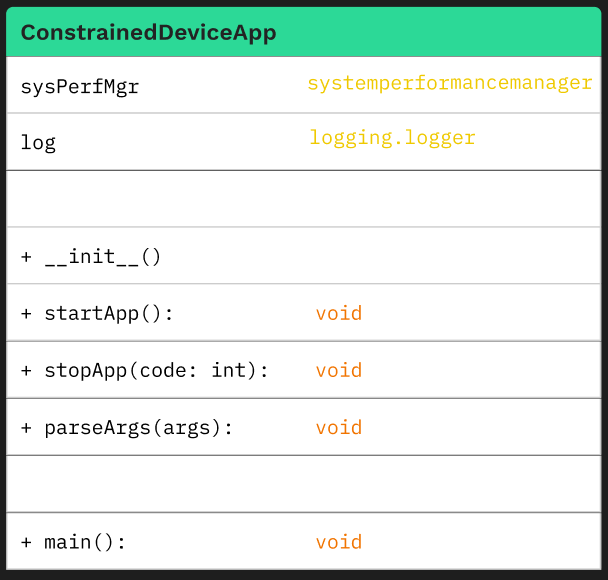 ConstrainedDeviceApp
sysPerfMgr systemperformancemanager
log logging.logger
+ __init__()
+ startApp(): void
+ stopApp(code: int): void
+ parseArgs(args): void
+ main(): void